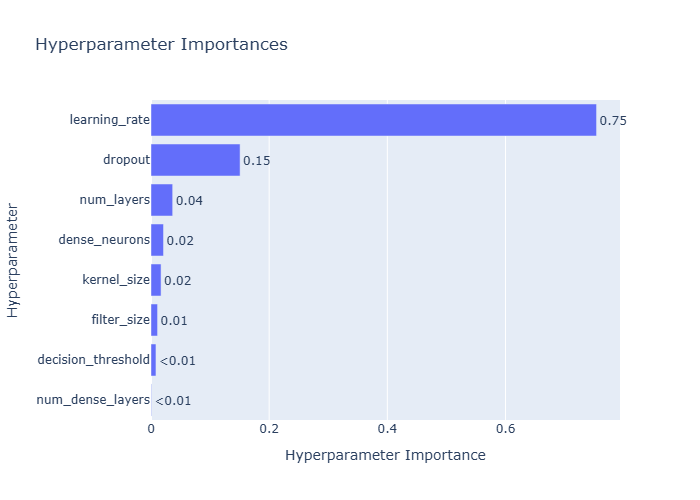 Hyperparameter Importances
Hyperparameter
learning_rate 0.75
dropout 0.15
num_layers 0.04
dense_neurons 0.02
kernel_size 0.02
filter_size 0.01
decision_threshold <0.01
num_dense_layers <0.01
0 0.2 0.4 0.6
Hyperparameter Importance